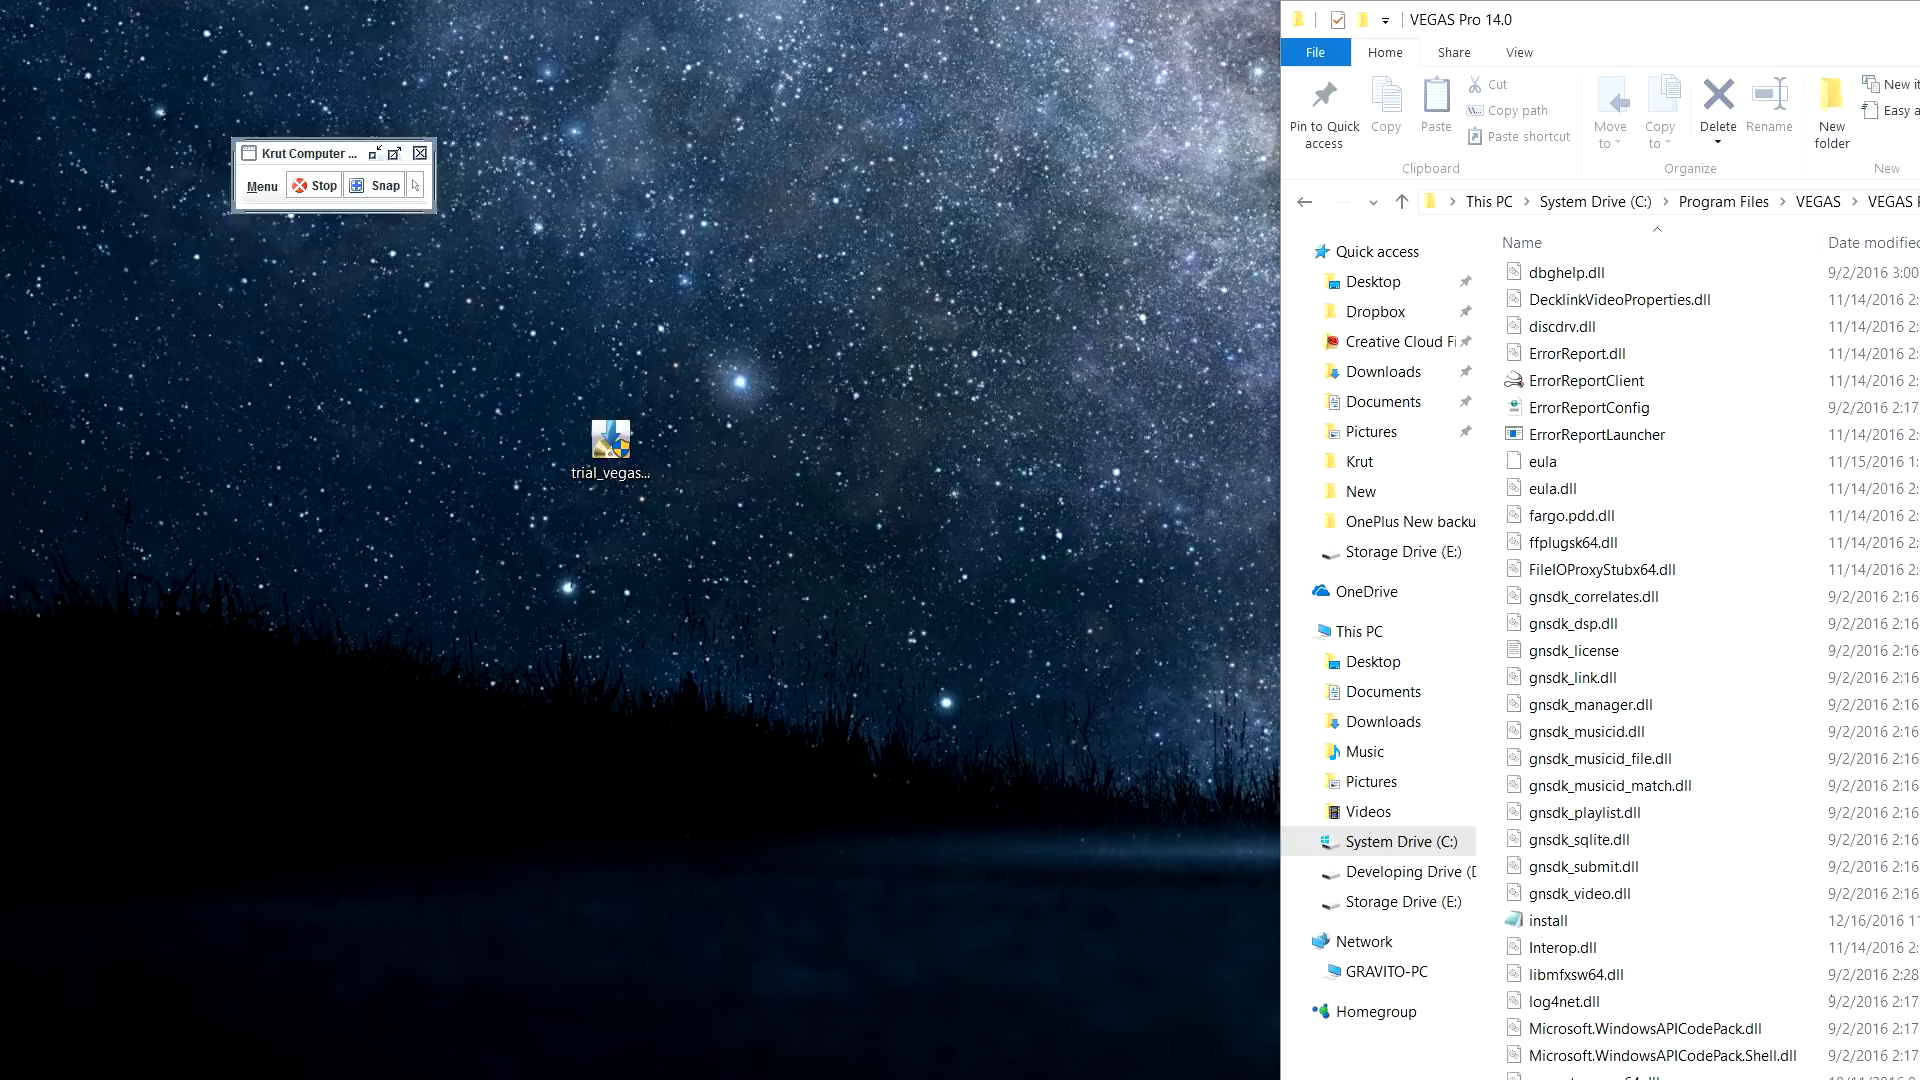 VEGAS Pro 14.0
File Home Share View
Krut Computer ...
Menu Stop Snap
Pin to Quick access
Copy
Paste
Cut
Copy path
Paste shortcut
Clipboard
Move to
Copy to
Delete
Rename
Organize
New folder
New it
Easy a
New
This PC > System Drive (C:) > Program Files > VEGAS > VEGAS P
trial_vegas...
Quick access
Desktop
Dropbox
Creative Cloud Fi
Downloads
Documents
Pictures
Krut
New
OnePlus New backu
Storage Drive (E:)
OneDrive
This PC
Desktop
Documents
Downloads
Music
Pictures
Videos
System Drive (C:)
Developing Drive (D
Storage Drive (E:)
Network
GRAVITO-PC
Homegroup
Name Date modified
dbghelp.dll 9/2/2016 3:00
DecklinkVideoProperties.dll 11/14/2016 2:
discdrv.dll 11/14/2016 2:
ErrorReport.dll 11/14/2016 2:
ErrorReportClient 11/14/2016 2:
ErrorReportConfig 9/2/2016 2:17
ErrorReportLauncher 11/14/2016 2:
eula 11/15/2016 1:
eula.dll 11/14/2016 2:
fargo.pdd.dll 11/14/2016 2:
ffplugsk64.dll 11/14/2016 2:
FileIOProxyStubx64.dll 11/14/2016 2:
gnsdk_correlates.dll 9/2/2016 2:16
gnsdk_dsp.dll 9/2/2016 2:16
gnsdk_license 9/2/2016 2:16
gnsdk_link.dll 9/2/2016 2:16
gnsdk_manager.dll 9/2/2016 2:16
gnsdk_musicid.dll 9/2/2016 2:16
gnsdk_musicid_file.dll 9/2/2016 2:16
gnsdk_musicid_match.dll 9/2/2016 2:16
gnsdk_playlist.dll 9/2/2016 2:16
gnsdk_sqlite.dll 9/2/2016 2:16
gnsdk_submit.dll 9/2/2016 2:16
gnsdk_video.dll 9/2/2016 2:16
install 12/16/2016 11
Interop.dll 11/14/2016 2:
libmfxsw64.dll 9/2/2016 2:28
log4net.dll 9/2/2016 2:17
Microsoft.WindowsAPICodePack.dll 9/2/2016 2:17
Microsoft.WindowsAPICodePack.Shell.dll 9/2/2016 2:17